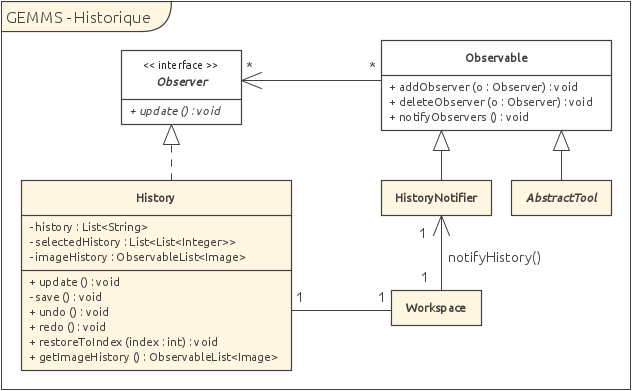 GEMMS - Historique
<< interface >>
Observer
+ update () : void
*
*
Observable
+ addObserver (o : Observer) : void
+ deleteObserver (o : Observer) : void
+ notifyObservers () : void
History
- history : List<String>
- selectedHistory : List<List<Integer>>
- imageHistory : ObservableList<Image>
+ update () : void
- save () : void
+ undo () : void
+ redo () : void
+ restoreToIndex (index : int) : void
+ getImageHistory () : ObservableList<Image>
HistoryNotifier
AbstractTool
1
notifyHistory()
1
1
1
Workspace